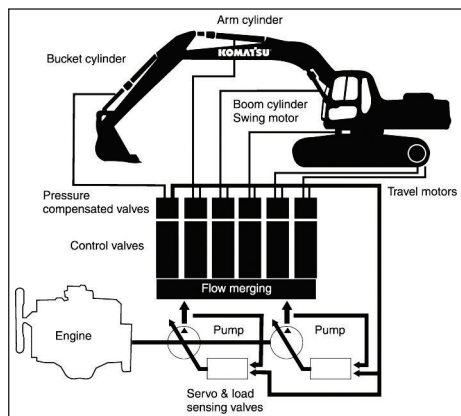 Arm cylinder
Bucket cylinder
KOMATSU
Boom cylinder
Swing motor
Pressure
compensated valves
Travel motors
Control valves
Flow merging
Engine
Pump
Pump
Servo & load
sensing valves